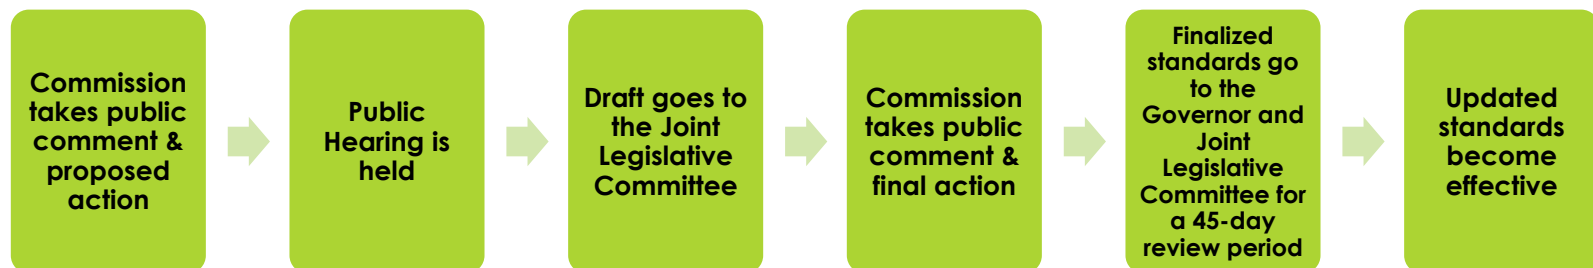 Commission
takes public
comment &
proposed
action
Public
Hearing is
held
Draft goes to
the Joint
Legislative
Committee
Commission
takes public
comment &
final action
Finalized
standards go
to the
Governor and
Joint
Legislative
Committee for
a 45-day
review period
Updated
standards
become
effective